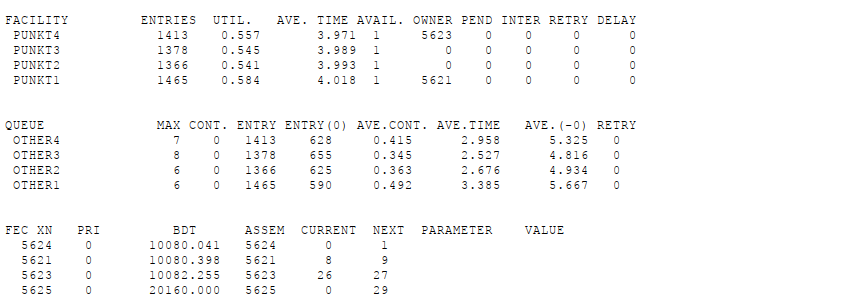 FACILITY ENTRIES UTIL. AVE. TIME AVAIL. OWNER PEND INTER RETRY DELAY
PUNKT4 1413 0.557 3.971 1 5623 0 0 0 0
PUNKT3 1378 0.545 3.989 1 0 0 0 0 0
PUNKT2 1366 0.541 3.993 1 0 0 0 0 0
PUNKT1 1465 0.584 4.018 1 5621 0 0 0 0
QUEUE MAX CONT. ENTRY ENTRY(0) AVE.CONT. AVE.TIME AVE.(-0) RETRY
OTHER4 7 0 1413 628 0.415 2.958 5.325 0
OTHER3 8 0 1378 655 0.345 2.527 4.816 0
OTHER2 6 0 1366 625 0.363 2.676 4.934 0
OTHER1 6 0 1465 590 0.492 3.385 5.667 0
FEC XN PRI BDT ASSEM CURRENT NEXT PARAMETER VALUE
5624 0 10080.041 5624 0 1
5621 0 10080.398 5621 8 9
5623 0 10082.255 5623 26 27
5625 0 20160.000 5625 0 29